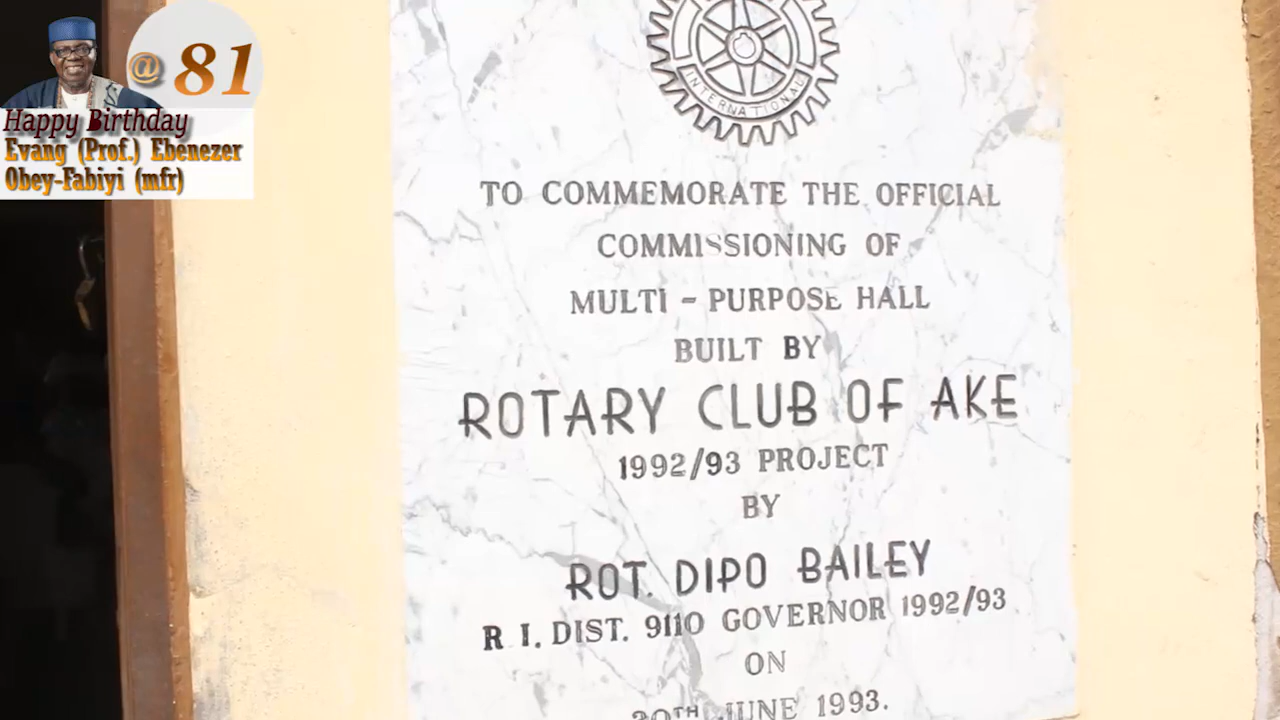 @ 81
Happy Birthday
Evang (Prof.) Ebenezer
Obey-Fabiyi (mfr)
INTERNATIONAL
TO COMMEMORATE THE OFFICIAL
COMMISSIONING OF
MULTI - PURPOSE HALL
BUILT BY
ROTARY CLUB OF AKE
1992/93 PROJECT
BY
ROT. DIPO BAILEY
R I. DIST. 9110 GOVERNOR 1992/93
ON
JUNE 1993.